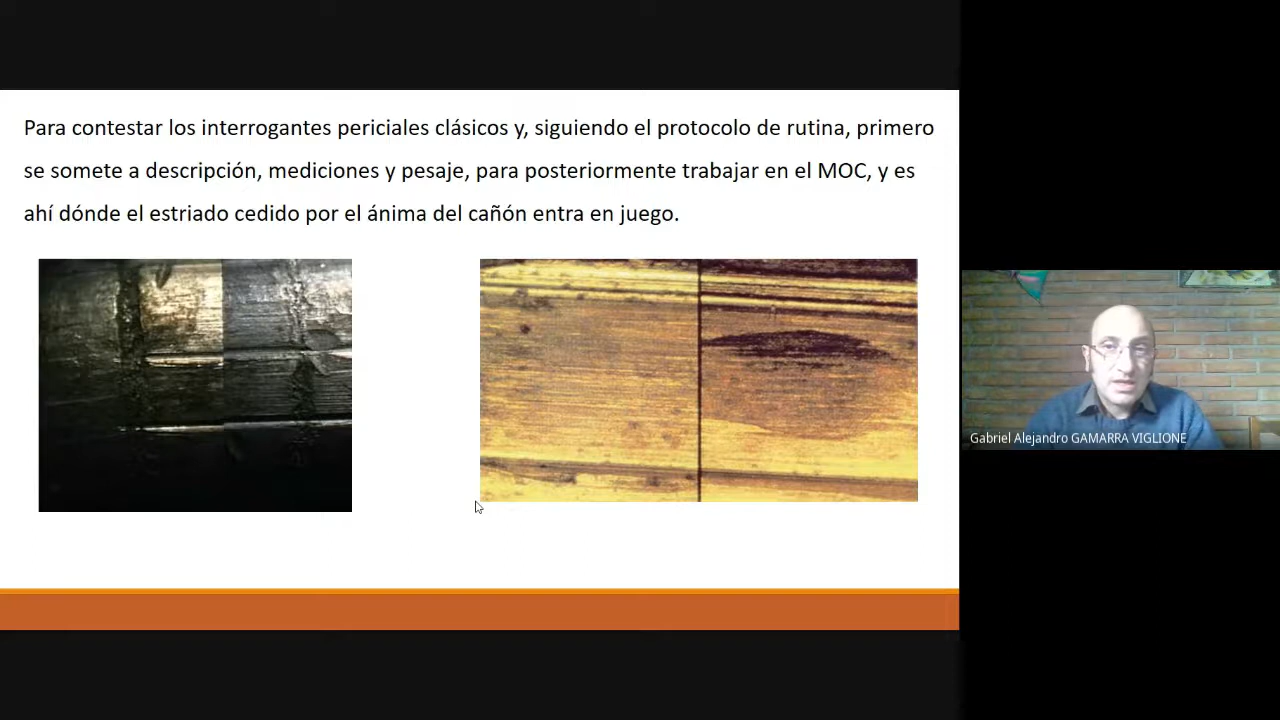 Para contestar los interrogantes periciales clásicos y, siguiendo el protocolo de rutina, primero
se somete a descripción, mediciones y pesaje, para posteriormente trabajar en el MOC, y es
ahí dónde el estriado cedido por el ánima del cañón entra en juego.
Gabriel Alejandro GAMARRA VIGLIONE